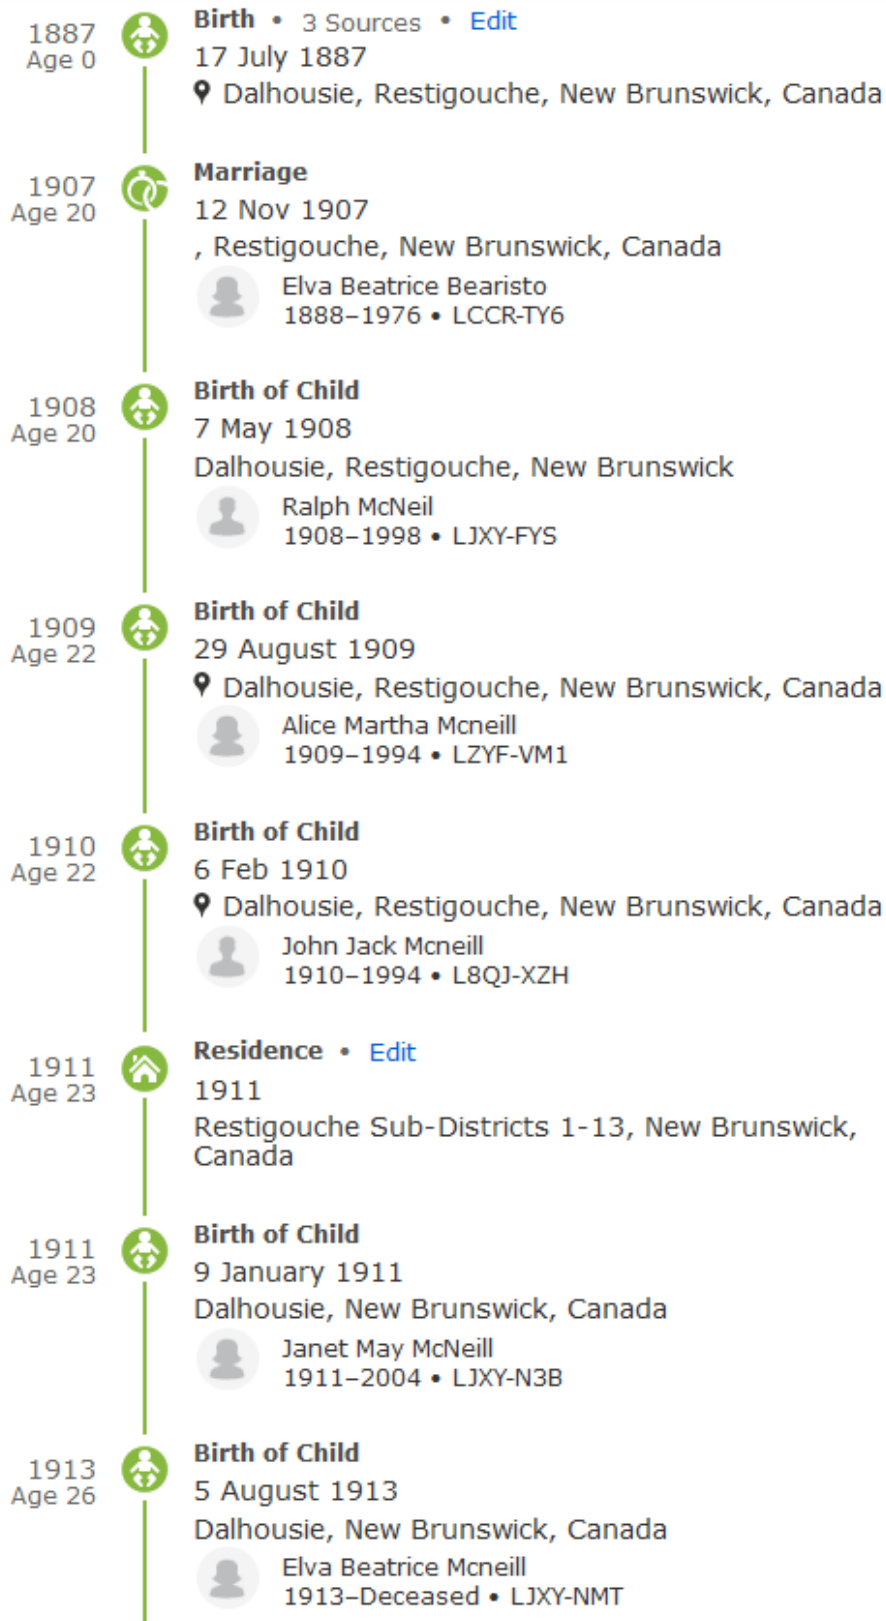 1887
Age 0
Birth • 3 Sources • Edit
17 July 1887
Dalhousie, Restigouche, New Brunswick, Canada
1907
Age 20
Marriage
12 Nov 1907
, Restigouche, New Brunswick, Canada
Elva Beatrice Bearisto
1888–1976 • LCCR-TY6
1908
Age 20
Birth of Child
7 May 1908
Dalhousie, Restigouche, New Brunswick
Ralph McNeil
1908–1998 • LJXY-FYS
1909
Age 22
Birth of Child
29 August 1909
Dalhousie, Restigouche, New Brunswick, Canada
Alice Martha Mcneill
1909–1994 • LZYF-VM1
1910
Age 22
Birth of Child
6 Feb 1910
Dalhousie, Restigouche, New Brunswick, Canada
John Jack Mcneill
1910–1994 • L8QJ-XZH
1911
Age 23
Residence • Edit
1911
Restigouche Sub-Districts 1-13, New Brunswick,
Canada
1911
Age 23
Birth of Child
9 January 1911
Dalhousie, New Brunswick, Canada
Janet May McNeill
1911–2004 • LJXY-N3B
1913
Age 26
Birth of Child
5 August 1913
Dalhousie, New Brunswick, Canada
Elva Beatrice Mcneill
1913–Deceased • LJXY-NMT